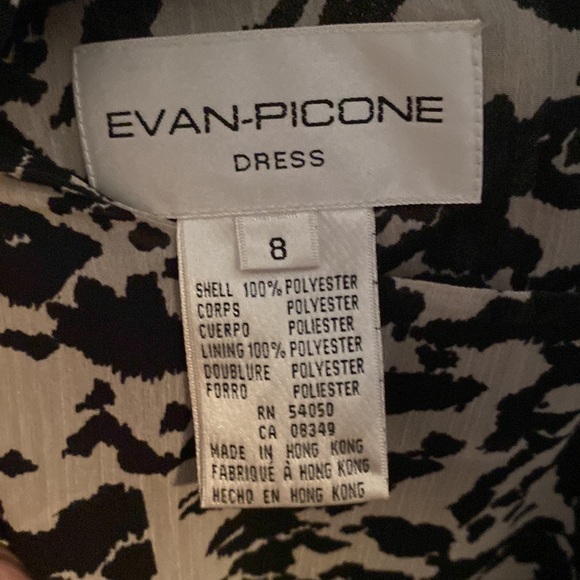 EVAN-PICONE
DRESS
8
SHELL 100% POLYESTER
CORPS POLYESTER
CUERPO POLIESTER
LINING 100% POLYESTER
DOUBLURE POLYESTER
FORRO POLIESTER
RN 54050
CA 08349
MADE IN HONG KONG
FABRIQUÉ À HONG KONG
HECHO EN HONG KONG